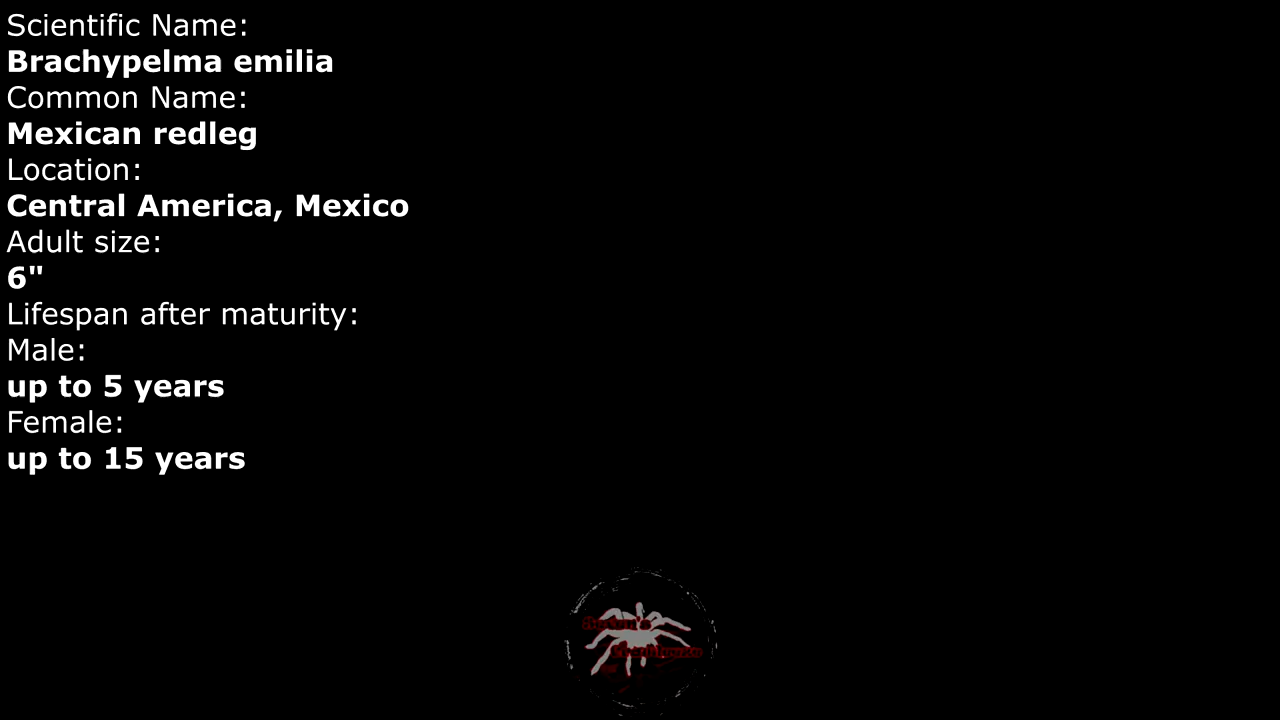 Scientific Name:
Brachypelma emilia
Common Name:
Mexican redleg
Location:
Central America, Mexico
Adult size:
6"
Lifespan after maturity:
Male:
up to 5 years
Female:
up to 15 years